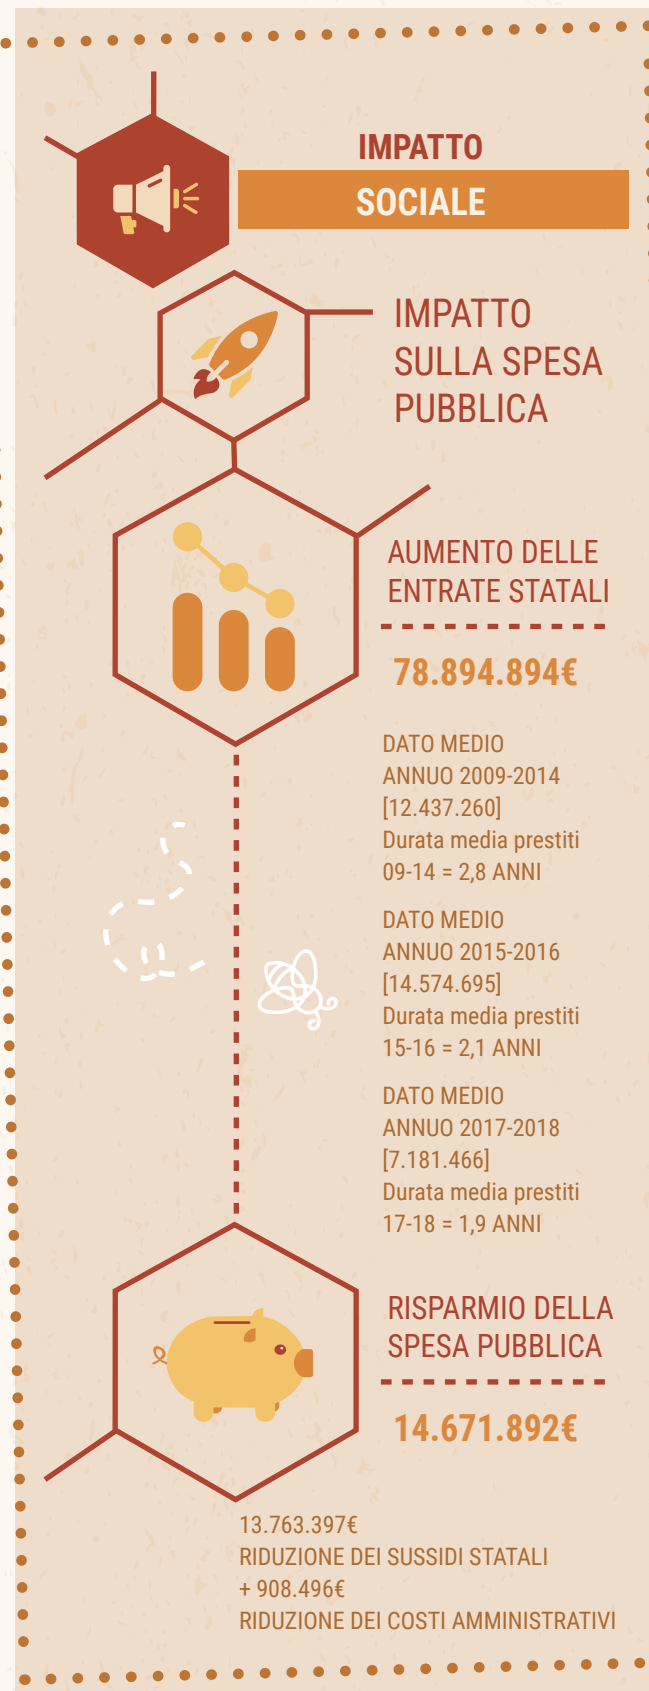 IMPATTO
SOCIALE
IMPATTO
SULLA SPESA
PUBBLICA
AUMENTO DELLE
ENTRATE STATALI
78.894.894€
DATO MEDIO
ANNUO 2009-2014
[12.437.260]
Durata media prestiti
09-14 = 2,8 ANNI
DATO MEDIO
ANNUO 2015-2016
[14.574.695]
Durata media prestiti
15-16 = 2,1 ANNI
DATO MEDIO
ANNUO 2017-2018
[7.181.466]
Durata media prestiti
17-18 = 1,9 ANNI
RISPARMIO DELLA
SPESA PUBBLICA
14.671.892€
13.763.397€
RIDUZIONE DEI SUSSIDI STATALI
+ 908.496€
RIDUZIONE DEI COSTI AMMINISTRATIVI